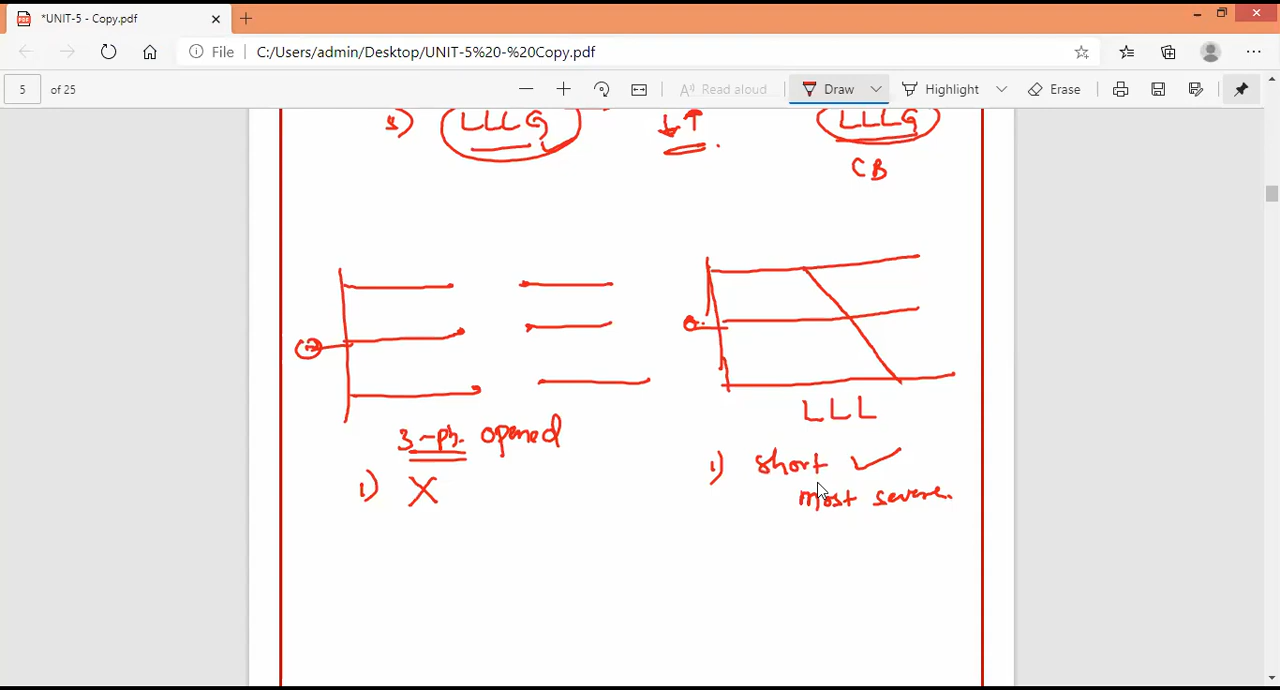 *UNIT-5 - Copy.pdf
File C:/Users/admin/Desktop/UNIT-5%20-%20Copy.pdf
5 of 25 Read aloud Draw Highlight Erase
3) LLLG ↓↑ LLLG
CB
3-ph. opened
1) X
LLL
1) short ✓
most severe.